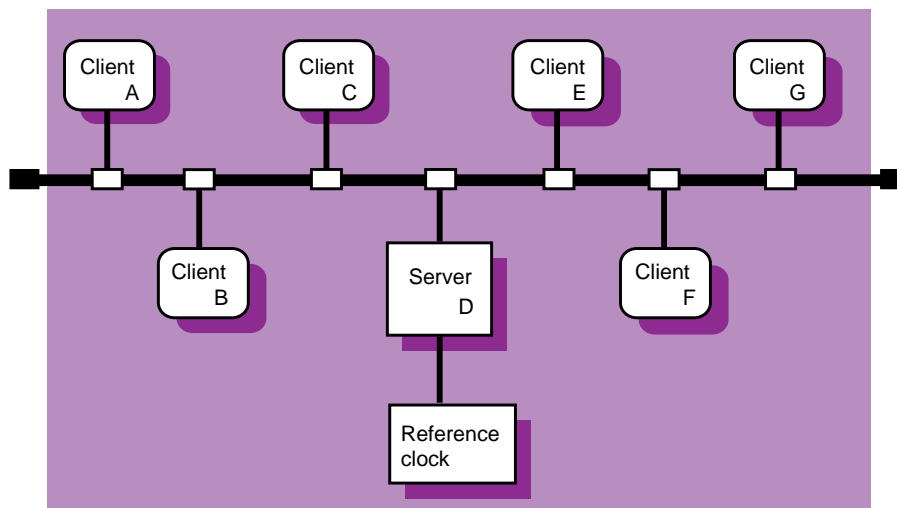 Client
A
Client
C
Client
E
Client
G
Client
B
Server
D
Client
F
Reference
clock